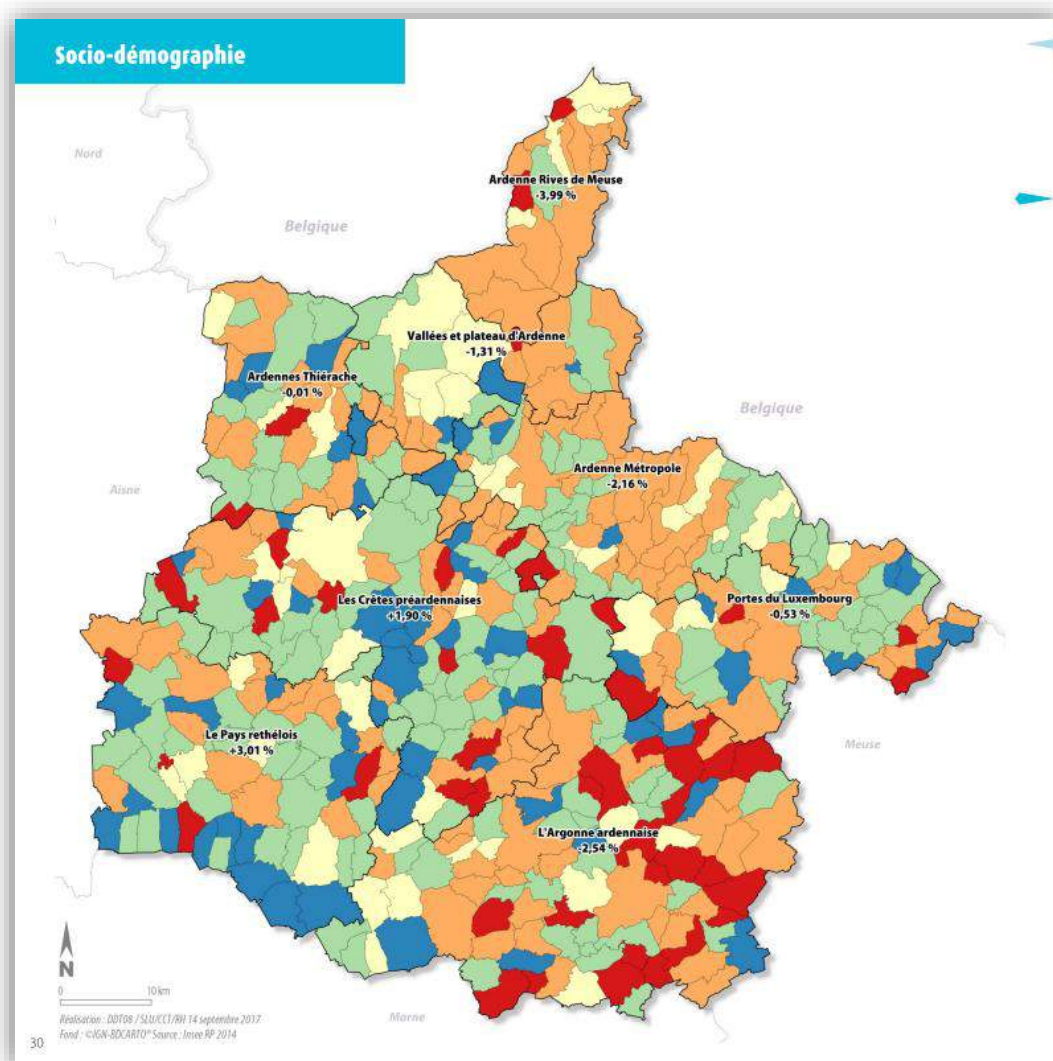 Socio-démographie
Nord
Belgique
Ardenne Rives de Meuse
-3,99 %
Vallées et plateau d'Ardenne
-1,31 %
Ardennes Thiérache
-0,01 %
Belgique
Ardenne Métropole
-2,16 %
Aisne
Les Crêtes préardennaises
+1,90 %
Portes du Luxembourg
-0,53 %
Le Pays rethélois
+3,01 %
Meuse
L'Argonne ardennaise
-2,54 %
N
0 10 km
Réalisation : DDT08 / SLU/CCT/RH 14 septembre 2017
Fond : ©IGN-BDCARTO® Source : Insee RP 2014
Marne
30